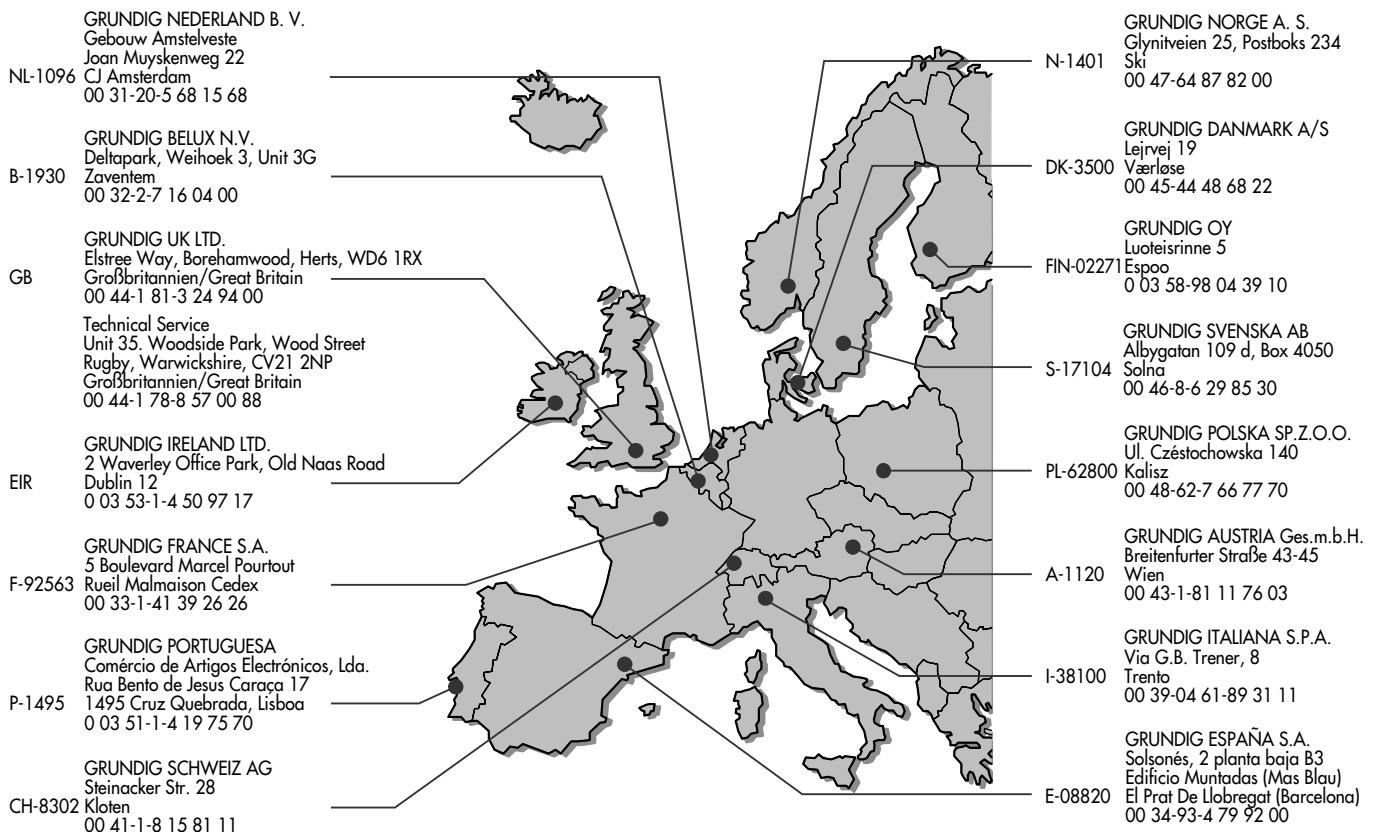 GRUNDIG NEDERLAND B. V.
Gebouw Amstelveste
Joan Muyskenweg 22
NL-1096 CJ Amsterdam
00 31-20-5 68 15 68
GRUNDIG BELUX N.V.
Deltapark, Weihoek 3, Unit 3G
B-1930 Zaventem
00 32-2-7 16 04 00
GRUNDIG UK LTD.
Elstree Way, Borehamwood, Herts, WD6 1RX
GB Großbritannien/Great Britain
00 44-1 81-3 24 94 00
Technical Service
Unit 35. Woodside Park, Wood Street
Rugby, Warwickshire, CV21 2NP
Großbritannien/Great Britain
00 44-1 78-8 57 00 88
GRUNDIG IRELAND LTD.
2 Waverley Office Park, Old Naas Road
EIR Dublin 12
0 03 53-1-4 50 97 17
GRUNDIG FRANCE S.A.
5 Boulevard Marcel Pourtout
F-92563 Rueil Malmaison Cedex
00 33-1-41 39 26 26
GRUNDIG PORTUGUESA
Comércio de Artigos Electrónicos, Lda.
Rua Bento de Jesus Caraça 17
P-1495 1495 Cruz Quebrada, Lisboa
0 03 51-1-4 19 75 70
GRUNDIG SCHWEIZ AG
Steinacker Str. 28
CH-8302 Kloten
00 41-1-8 15 81 11
GRUNDIG NORGE A. S.
Glynitveien 25, Postboks 234
N-1401 Ski
00 47-64 87 82 00
GRUNDIG DANMARK A/S
Lejrvej 19
DK-3500 Værløse
00 45-44 48 68 22
GRUNDIG OY
Luoteisrinne 5
FIN-02271 Espoo
0 03 58-98 04 39 10
GRUNDIG SVENSKA AB
Albygatan 109 d, Box 4050
S-17104 Solna
00 46-8-6 29 85 30
GRUNDIG POLSKA SP.Z.O.O.
Ul. Czéstochowska 140
PL-62800 Kalisz
00 48-62-7 66 77 70
GRUNDIG AUSTRIA Ges.m.b.H.
Breitenfurter Straße 43-45
A-1120 Wien
00 43-1-81 11 76 03
GRUNDIG ITALIANA S.P.A.
Via G.B. Trener, 8
I-38100 Trento
00 39-04 61-89 31 11
GRUNDIG ESPAÑA S.A.
Solsonés, 2 planta baja B3
Edificio Muntadas (Mas Blau)
E-08820 El Prat De Llobregat (Barcelona)
00 34-93-4 79 92 00